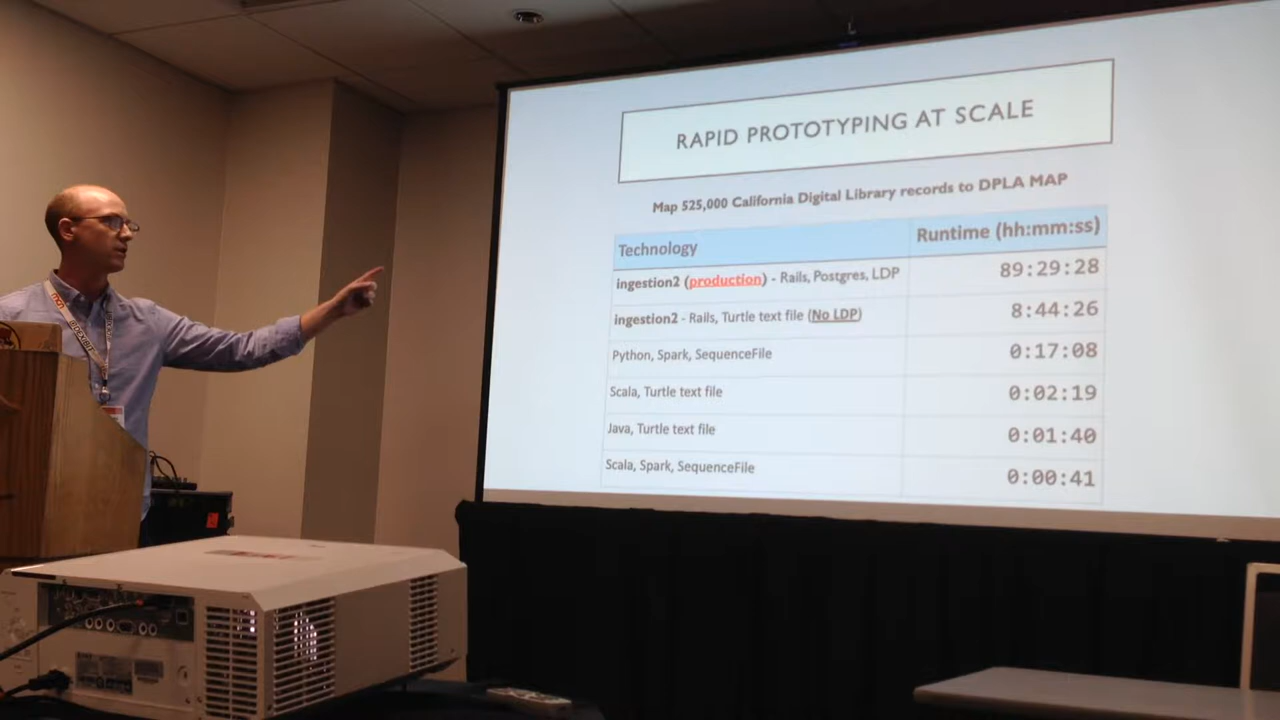 RAPID PROTOTYPING AT SCALE
Map 525,000 California Digital Library records to DPLA MAP
Technology Runtime (hh:mm:ss)
ingestion2 (production) - Rails, Postgres, LDP 89:29:28
ingestion2 - Rails, Turtle text file (No LDP) 8:44:26
Python, Spark, SequenceFile 0:17:08
Scala, Turtle text file 0:02:19
Java, Turtle text file 0:01:40
Scala, Spark, SequenceFile 0:00:41